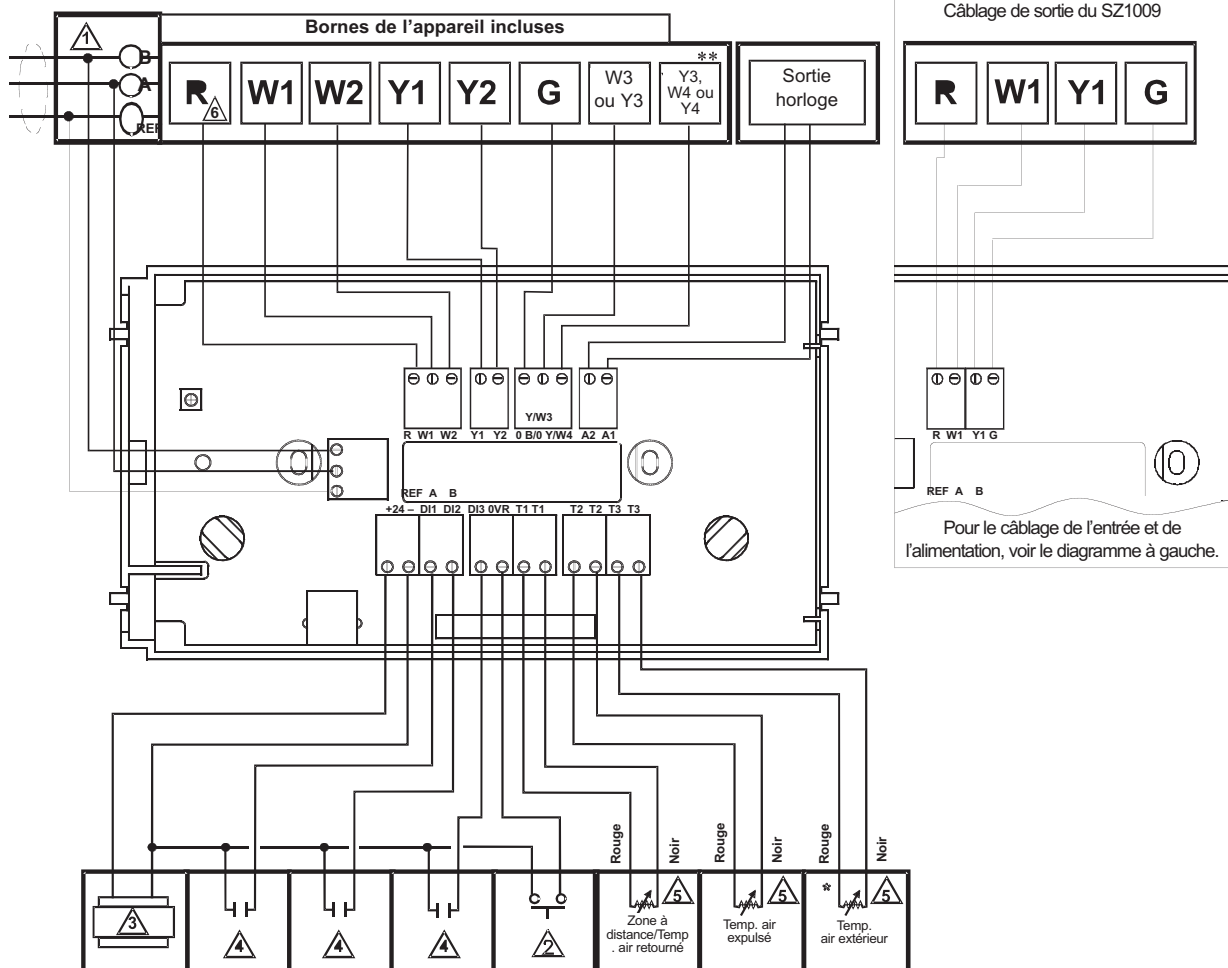 Câblage de sortie du SZ1009
Bornes de l'appareil incluses
1
B
A
REF
R
6
W1
W2
Y1
Y2
G
W3
ou Y3
**
Y3,
W4 ou
Y4
Sortie
horloge
R
W1
Y1
G
Y/W3
R W1 W2 Y1 Y2 0 B/0 Y/W4 A2 A1
REF A B
+24 – DI1 DI2 DI3 0VR T1 T1 T2 T2 T3 T3
R W1 Y1 G
REF A B
Pour le câblage de l'entrée et de
l'alimentation, voir le diagramme à gauche.
Rouge
Noir
Rouge
Noir
Rouge
Noir
3
4
4
4
2
5
Zone à
distance/Temp
. air retourné
5
Temp. air
expulsé
*
5
Temp.
air extérieur